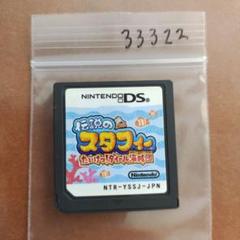 33322
NINTENDO DS
伝説の
スタフィー
たいけつ!ダイール海賊団
Nintendo
NTR-YSSJ-JPN